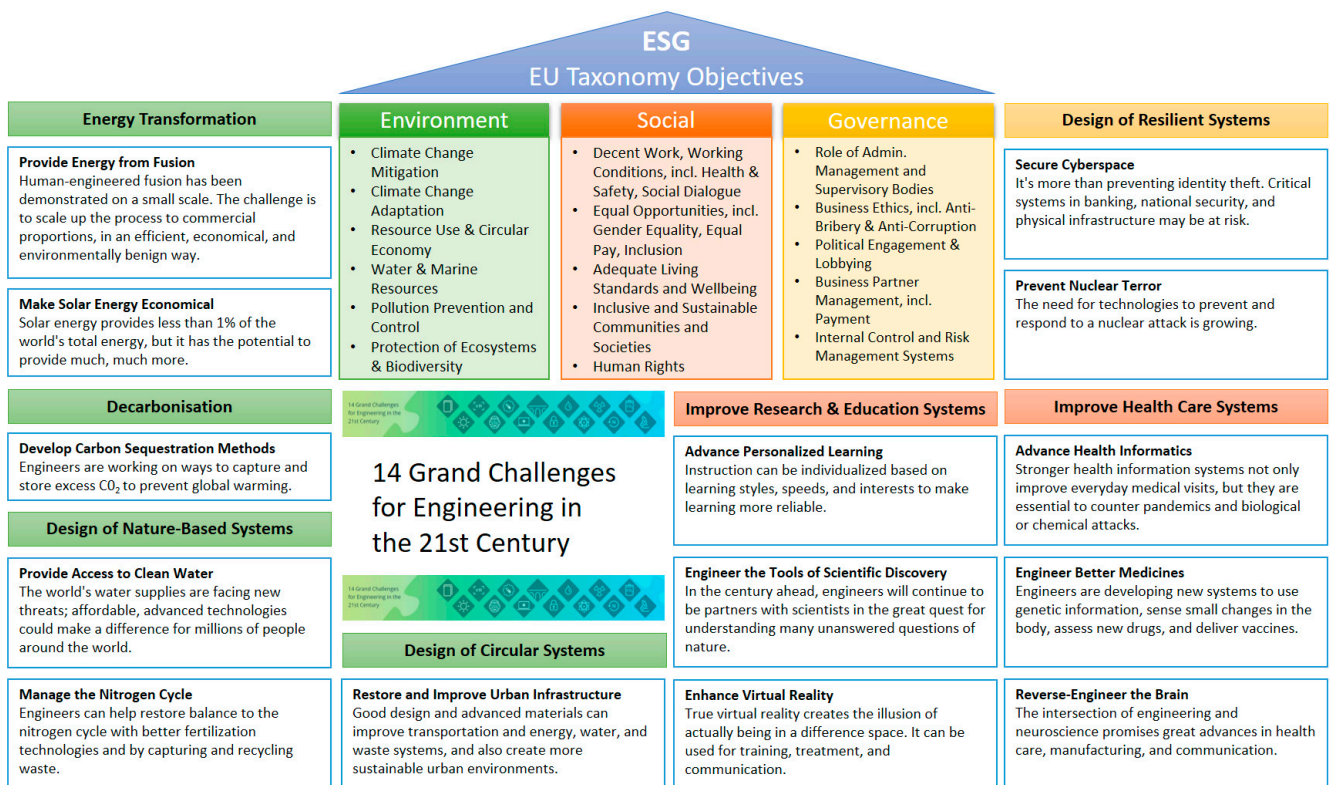 ESG
EU Taxonomy Objectives
Energy Transformation
Provide Energy from Fusion
Human-engineered fusion has been
demonstrated on a small scale. The challenge is
to scale up the process to commercial
proportions, in an efficient, economical, and
environmentally benign way.
Make Solar Energy Economical
Solar energy provides less than 1% of the
world's total energy, but it has the potential to
provide much, much more.
Environment
• Climate Change
Mitigation
• Climate Change
Adaptation
• Resource Use & Circular
Economy
• Water & Marine
Resources
• Pollution Prevention and
Control
• Protection of Ecosystems
& Biodiversity
Social
• Decent Work, Working
Conditions, incl. Health &
Safety, Social Dialogue
• Equal Opportunities, incl.
Gender Equality, Equal
Pay, Inclusion
• Adequate Living
Standards and Wellbeing
• Inclusive and Sustainable
Communities and
Societies
• Human Rights
Governance
• Role of Admin.
Management and
Supervisory Bodies
• Business Ethics, incl. Anti-
Bribery & Anti-Corruption
• Political Engagement &
Lobbying
• Business Partner
Management, incl.
Payment
• Internal Control and Risk
Management Systems
Design of Resilient Systems
Secure Cyberspace
It's more than preventing identity theft. Critical
systems in banking, national security, and
physical infrastructure may be at risk.
Prevent Nuclear Terror
The need for technologies to prevent and
respond to a nuclear attack is growing.
Decarbonisation
Develop Carbon Sequestration Methods
Engineers are working on ways to capture and
store excess C0₂ to prevent global warming.
Design of Nature-Based Systems
Provide Access to Clean Water
The world's water supplies are facing new
threats; affordable, advanced technologies
could make a difference for millions of people
around the world.
Manage the Nitrogen Cycle
Engineers can help restore balance to the
nitrogen cycle with better fertilization
technologies and by capturing and recycling
waste.
14 Grand Challenges
for Engineering in the
21st Century
14 Grand Challenges
for Engineering in
the 21st Century
14 Grand Challenges
for Engineering in the
21st Century
Design of Circular Systems
Restore and Improve Urban Infrastructure
Good design and advanced materials can
improve transportation and energy, water, and
waste systems, and also create more
sustainable urban environments.
Improve Research & Education Systems
Advance Personalized Learning
Instruction can be individualized based on
learning styles, speeds, and interests to make
learning more reliable.
Engineer the Tools of Scientific Discovery
In the century ahead, engineers will continue to
be partners with scientists in the great quest for
understanding many unanswered questions of
nature.
Enhance Virtual Reality
True virtual reality creates the illusion of
actually being in a difference space. It can be
used for training, treatment, and
communication.
Improve Health Care Systems
Advance Health Informatics
Stronger health information systems not only
improve everyday medical visits, but they are
essential to counter pandemics and biological
or chemical attacks.
Engineer Better Medicines
Engineers are developing new systems to use
genetic information, sense small changes in the
body, assess new drugs, and deliver vaccines.
Reverse-Engineer the Brain
The intersection of engineering and
neuroscience promises great advances in health
care, manufacturing, and communication.